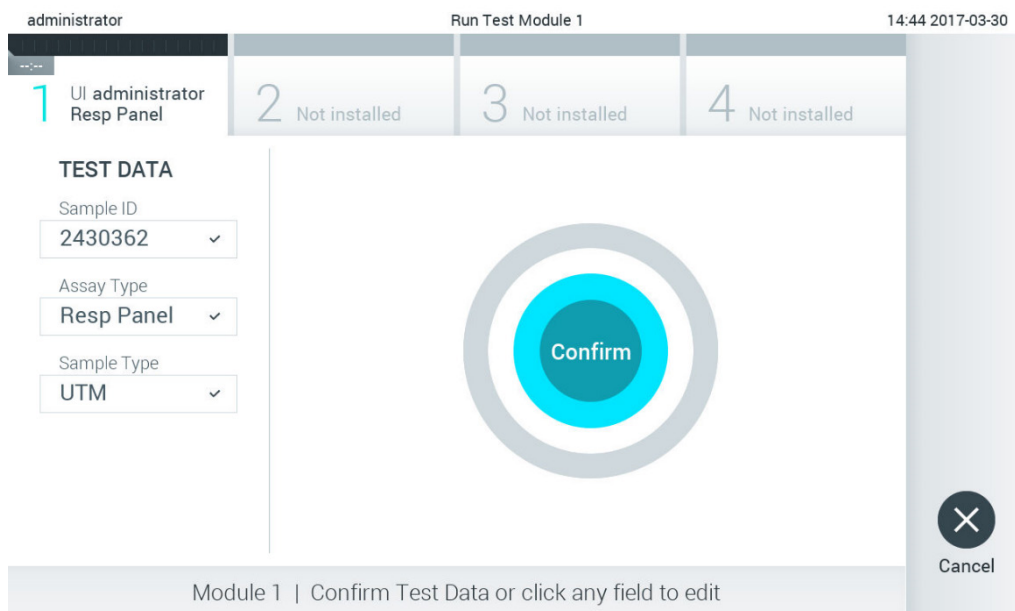 administrator Run Test Module 1 14:44 2017-03-30
--:--
1 UI administrator
Resp Panel
2 Not installed
3 Not installed
4 Not installed
TEST DATA
Sample ID
2430362
Assay Type
Resp Panel
Sample Type
UTM
Confirm
Cancel
Module 1 | Confirm Test Data or click any field to edit